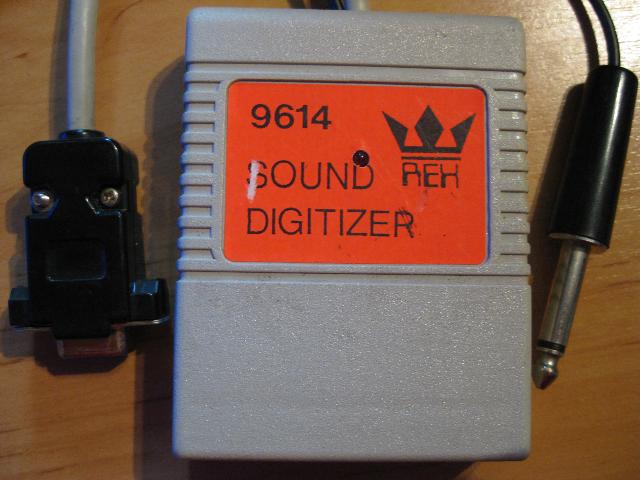 9614
REX
SOUND
DIGITIZER